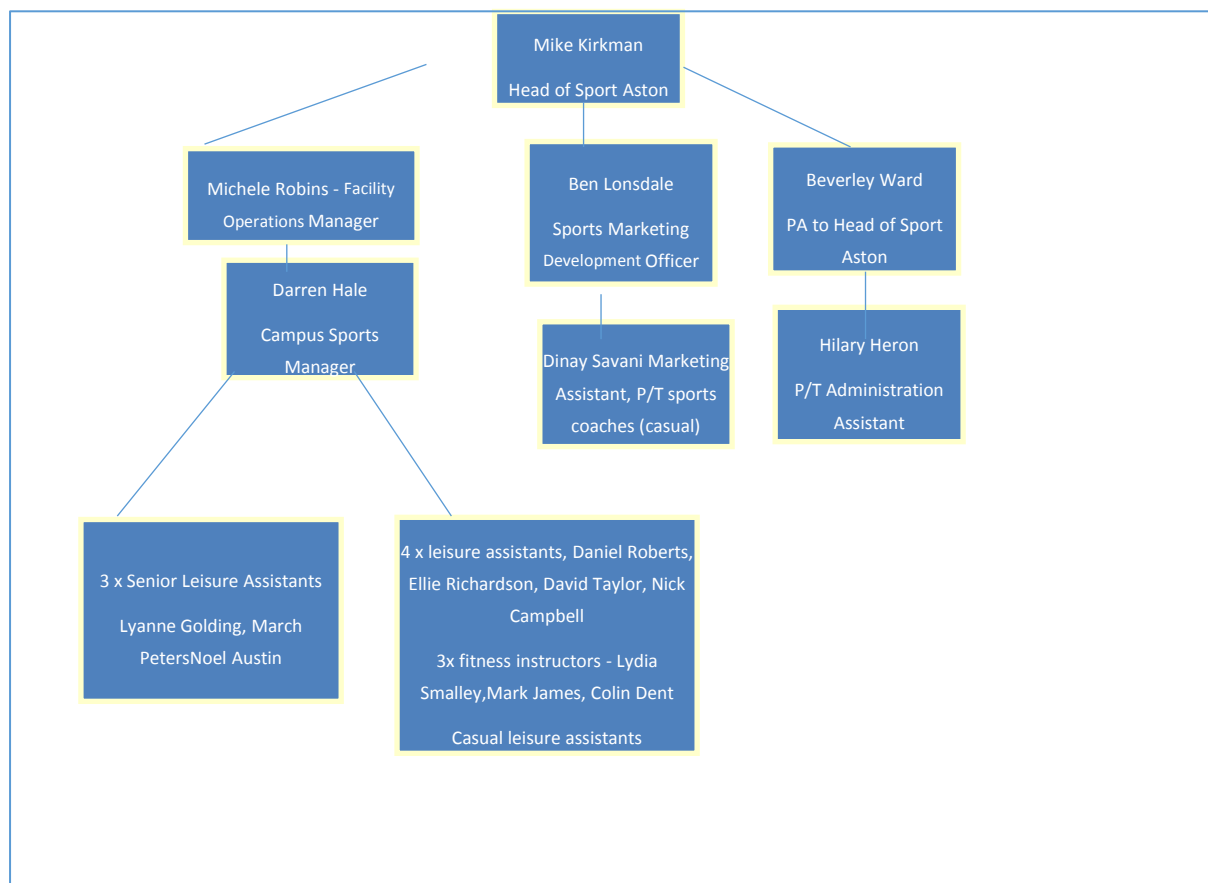 Mike Kirkman
Head of Sport Aston
Michele Robins - Facility
Operations Manager
Ben Lonsdale
Sports Marketing
Development Officer
Beverley Ward
PA to Head of Sport
Aston
Darren Hale
Campus Sports
Manager
Dinay Savani Marketing
Assistant, P/T sports
coaches (casual)
Hilary Heron
P/T Administration
Assistant
3 x Senior Leisure Assistants
Lyanne Golding, March
PetersNoel Austin
4 x leisure assistants, Daniel Roberts,
Ellie Richardson, David Taylor, Nick
Campbell
3x fitness instructors - Lydia
Smalley,Mark James, Colin Dent
Casual leisure assistants